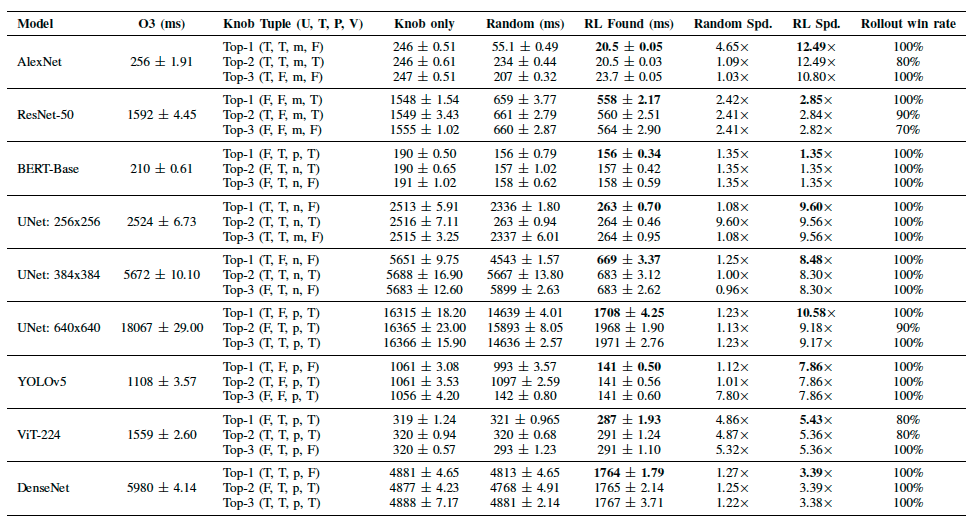 Model O3 (ms) Knob Tuple (U, T, P, V) Knob only Random (ms) RL Found (ms) Random Spd. RL Spd. Rollout win rate
Top-1 (T, T, m, F) 246 ± 0.51 55.1 ± 0.49 20.5 ± 0.05 4.65× 12.49× 100%
AlexNet 256 ± 1.91 Top-2 (T, T, m, T) 246 ± 0.61 234 ± 0.44 20.5 ± 0.03 1.09× 12.49× 80%
Top-3 (T, F, m, F) 247 ± 0.51 207 ± 0.32 23.7 ± 0.05 1.03× 10.80× 100%
Top-1 (F, F, m, T) 1548 ± 1.54 659 ± 3.77 558 ± 2.17 2.42× 2.85× 100%
ResNet-50 1592 ± 4.45 Top-2 (T, F, m, T) 1549 ± 3.43 661 ± 2.79 560 ± 2.51 2.41× 2.84× 90%
Top-3 (F, F, m, F) 1555 ± 1.02 660 ± 2.87 564 ± 2.90 2.41× 2.82× 70%
Top-1 (F, T, p, T) 190 ± 0.50 156 ± 0.79 156 ± 0.34 1.35× 1.35× 100%
BERT-Base 210 ± 0.61 Top-2 (F, T, n, T) 190 ± 0.65 157 ± 1.02 157 ± 0.42 1.35× 1.35× 100%
Top-3 (F, T, n, F) 191 ± 1.02 158 ± 0.62 158 ± 0.59 1.35× 1.35× 100%
Top-1 (T, T, n, F) 2513 ± 5.91 2336 ± 1.80 263 ± 0.70 1.08× 9.60× 100%
UNet: 256x256 2524 ± 6.73 Top-2 (T, T, n, T) 2516 ± 7.11 263 ± 0.94 264 ± 0.46 9.60× 9.56× 100%
Top-3 (T, T, m, F) 2515 ± 3.25 2337 ± 6.01 264 ± 0.95 1.08× 9.56× 100%
Top-1 (T, F, n, F) 5651 ± 9.75 4543 ± 1.57 669 ± 3.37 1.25× 8.48× 100%
UNet: 384x384 5672 ± 10.10 Top-2 (T, T, n, T) 5688 ± 16.90 5667 ± 13.80 683 ± 3.12 1.00× 8.30× 100%
Top-3 (F, T, n, F) 5683 ± 12.60 5899 ± 2.63 683 ± 2.62 0.96× 8.30× 100%
Top-1 (T, F, p, T) 16315 ± 18.20 14639 ± 4.01 1708 ± 4.25 1.23× 10.58× 100%
UNet: 640x640 18067 ± 29.00 Top-2 (F, T, p, T) 16365 ± 23.00 15893 ± 8.05 1968 ± 1.90 1.13× 9.18× 90%
Top-3 (T, T, p, T) 16366 ± 15.90 14636 ± 2.57 1971 ± 2.76 1.23× 9.17× 100%
Top-1 (T, F, p, F) 1061 ± 3.08 993 ± 3.57 141 ± 0.50 1.12× 7.86× 100%
YOLOv5 1108 ± 3.57 Top-2 (T, F, p, T) 1061 ± 3.53 1097 ± 2.59 141 ± 0.56 1.01× 7.86× 100%
Top-3 (F, F, p, T) 1056 ± 4.20 142 ± 0.80 141 ± 0.60 7.80× 7.86× 100%
Top-1 (F, T, p, T) 319 ± 1.24 321 ± 0.965 287 ± 1.93 4.86× 5.43× 80%
ViT-224 1559 ± 2.60 Top-2 (T, T, p, T) 320 ± 0.94 320 ± 0.68 291 ± 1.24 4.87× 5.36× 80%
Top-3 (F, T, p, F) 320 ± 0.57 293 ± 1.23 291 ± 1.10 5.32× 5.36× 100%
Top-1 (T, T, p, F) 4881 ± 4.65 4813 ± 4.65 1764 ± 1.79 1.27× 3.39× 100%
DenseNet 5980 ± 4.14 Top-2 (F, T, p, T) 4877 ± 4.23 4768 ± 4.91 1765 ± 2.14 1.25× 3.39× 100%
Top-3 (T, T, p, T) 4888 ± 7.17 4881 ± 2.14 1767 ± 3.71 1.22× 3.38× 100%